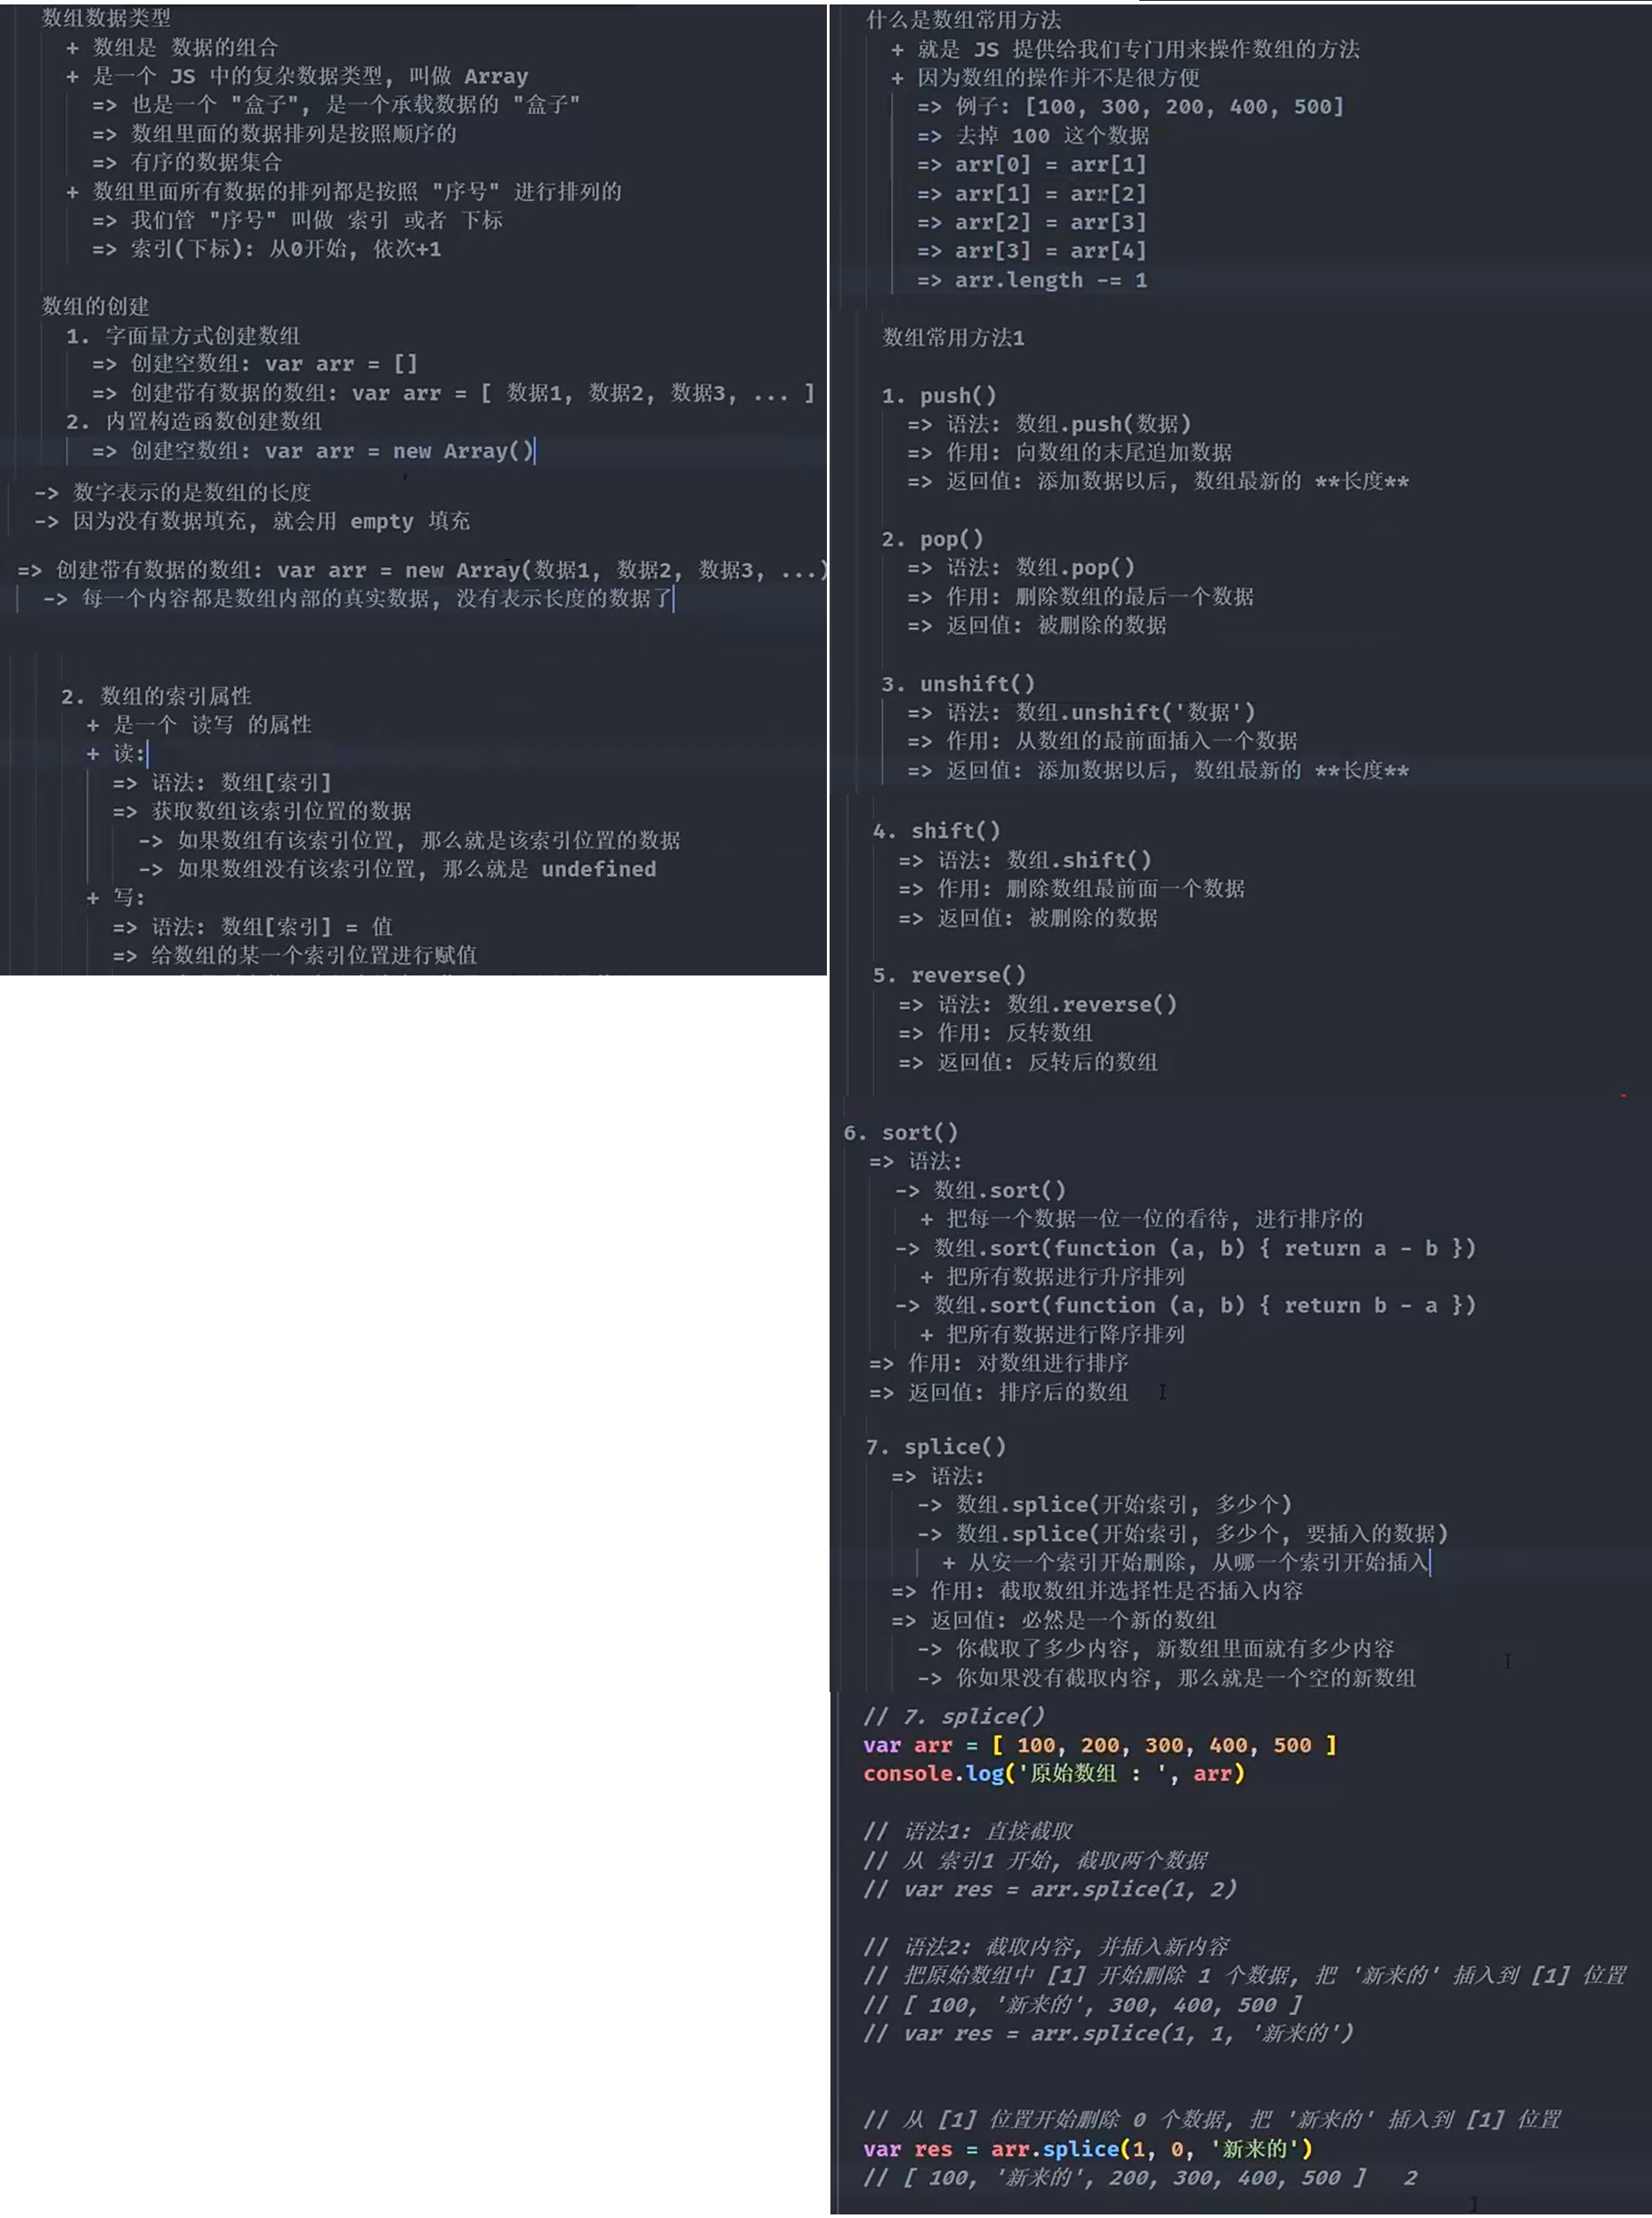 数组数据类型
+ 数组是 数据的组合
+ 是一个 JS 中的复杂数据类型, 叫做 Array
=> 也是一个 "盒子", 是一个承载数据的 "盒子"
=> 数组里面的数据排列是按照顺序的
=> 有序的数据集合
+ 数组里面所有数据的排列都是按照 "序号" 进行排列的
=> 我们管 "序号" 叫做 索引 或者 下标
=> 索引(下标): 从0开始, 依次+1
数组的创建
1. 字面量方式创建数组
=> 创建空数组: var arr = []
=> 创建带有数据的数组: var arr = [ 数据1, 数据2, 数据3, ... ]
2. 内置构造函数创建数组
=> 创建空数组: var arr = new Array()
-> 数字表示的是数组的长度
-> 因为没有数据填充, 就会用 empty 填充
=> 创建带有数据的数组: var arr = new Array(数据1, 数据2, 数据3, ...)
-> 每一个内容都是数组内部的真实数据, 没有表示长度的数据了
2. 数组的索引属性
+ 是一个 读写 的属性
+ 读:
=> 语法: 数组[索引]
=> 获取数组该索引位置的数据
-> 如果数组有该索引位置, 那么就是该索引位置的数据
-> 如果数组没有该索引位置, 那么就是 undefined
+ 写:
=> 语法: 数组[索引] = 值
=> 给数组的某一个索引位置进行赋值
什么是数组常用方法
+ 就是 JS 提供给我们专门用来操作数组的方法
+ 因为数组的操作并不是很方便
=> 例子: [100, 300, 200, 400, 500]
=> 去掉 100 这个数据
=> arr[0] = arr[1]
=> arr[1] = arr[2]
=> arr[2] = arr[3]
=> arr[3] = arr[4]
=> arr.length -= 1
数组常用方法1
1. push()
=> 语法: 数组.push(数据)
=> 作用: 向数组的末尾追加数据
=> 返回值: 添加数据以后, 数组最新的 **长度**
2. pop()
=> 语法: 数组.pop()
=> 作用: 删除数组的最后一个数据
=> 返回值: 被删除的数据
3. unshift()
=> 语法: 数组.unshift('数据')
=> 作用: 从数组的最前面插入一个数据
=> 返回值: 添加数据以后, 数组最新的 **长度**
4. shift()
=> 语法: 数组.shift()
=> 作用: 删除数组最前面一个数据
=> 返回值: 被删除的数据
5. reverse()
=> 语法: 数组.reverse()
=> 作用: 反转数组
=> 返回值: 反转后的数组
6. sort()
=> 语法:
-> 数组.sort()
+ 把每一个数据一位一位的看待, 进行排序的
-> 数组.sort(function (a, b) { return a - b })
+ 把所有数据进行升序排列
-> 数组.sort(function (a, b) { return b - a })
+ 把所有数据进行降序排列
=> 作用: 对数组进行排序
=> 返回值: 排序后的数组
7. splice()
=> 语法:
-> 数组.splice(开始索引, 多少个)
-> 数组.splice(开始索引, 多少个, 要插入的数据)
+ 从安一个索引开始删除, 从哪一个索引开始插入
=> 作用: 截取数组并选择性是否插入内容
=> 返回值: 必然是一个新的数组
-> 你截取了多少内容, 新数组里面就有多少内容
-> 你如果没有截取内容, 那么就是一个空的新数组
// 7. splice()
var arr = [ 100, 200, 300, 400, 500 ]
console.log('原始数组 : ', arr)
// 语法1: 直接截取
// 从 索引1 开始, 截取两个数据
// var res = arr.splice(1, 2)
// 语法2: 截取内容, 并插入新内容
// 把原始数组中 [1] 开始删除 1 个数据, 把 '新来的' 插入到 [1] 位置
// [ 100, '新来的', 300, 400, 500 ]
// var res = arr.splice(1, 1, '新来的')
// 从 [1] 位置开始删除 0 个数据, 把 '新来的' 插入到 [1] 位置
var res = arr.splice(1, 0, '新来的')
// [ 100, '新来的', 200, 300, 400, 500 ] 2